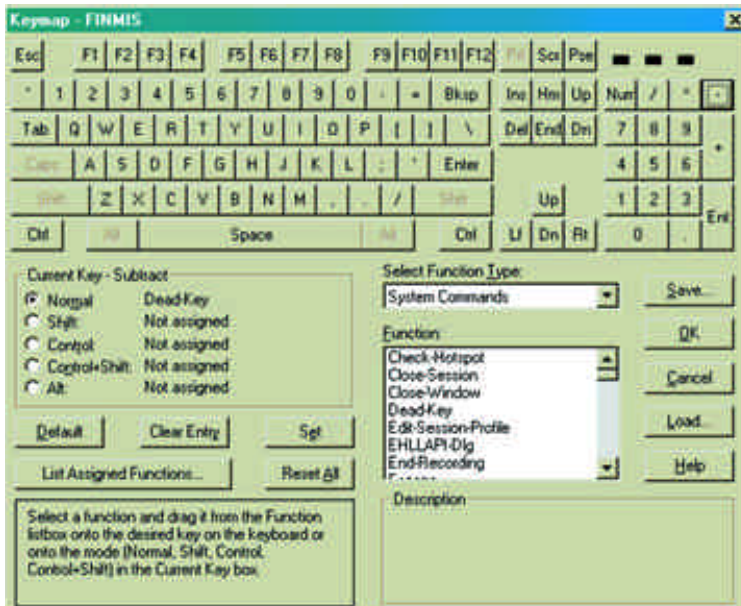 Keymap - FINMIS
Esc F1 F2 F3 F4 F5 F6 F7 F8 F9 F10 F11 F12 Prt Scr Pse
` 1 2 3 4 5 6 7 8 9 0 - = Bksp Ins Hm Up Num / * -
Tab Q W E R T Y U I O P [ ] \ Del End Dn 7 8 9 +
Caps A S D F G H J K L ; ' Enter 4 5 6
Shift Z X C V B N M , . / Shift Up 1 2 3 Ent
Ctrl Alt Space Alt Ctrl Lf Dn Rt 0 .
Current Key - Subtract
Normal Dead-Key
Shift: Not assigned
Control: Not assigned
Control+Shift: Not assigned
Alt: Not assigned
Default Clear Entry Set
List Assigned Functions... Reset All
Select a function and drag it from the Function
listbox onto the desired key on the keyboard or
onto the mode (Normal, Shift, Control,
Control+Shift) in the Current Key box.
Select Function Type:
System Commands
Function:
Check-Hotspot
Close-Session
Close-Window
Dead-Key
Edit-Session-Profile
EHLLAPI-Dlg
End-Recording
Description
Save...
OK
Cancel
Load...
Help